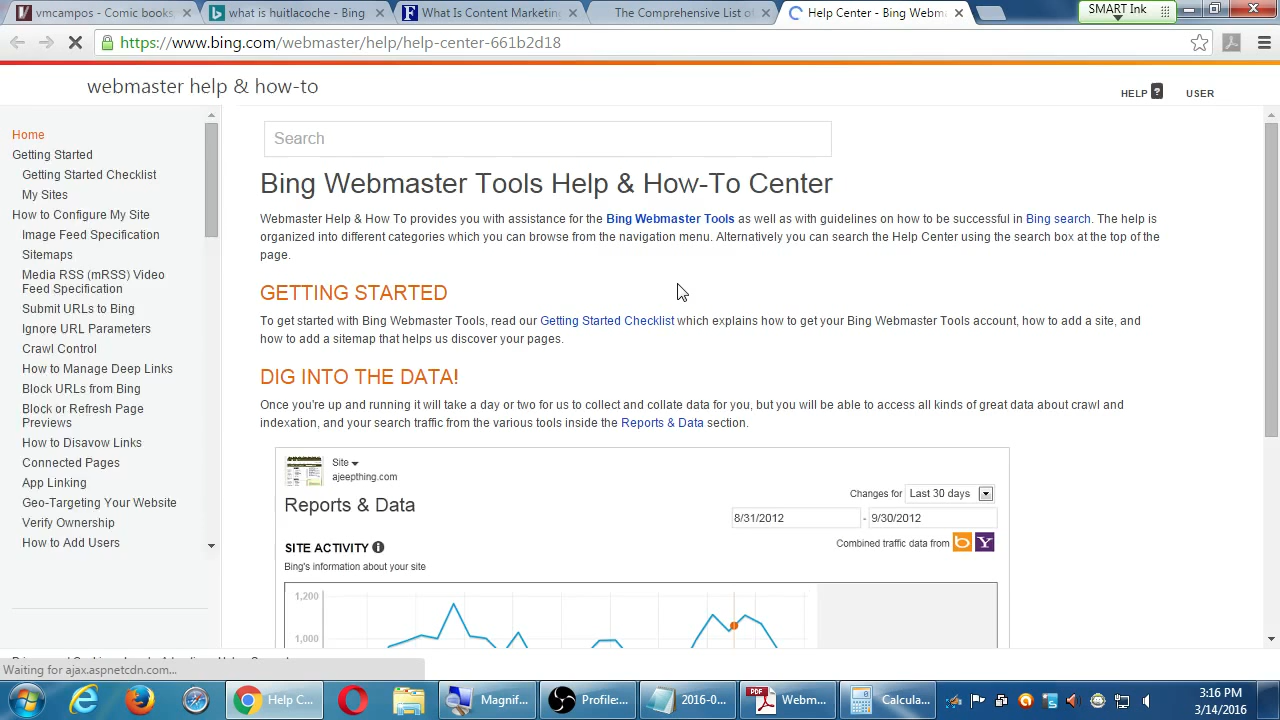 vmcampos - Comic books
what is huitlacoche - Bing
What Is Content Marketing
The Comprehensive List of
Help Center - Bing Webm
SMART Ink
https://www.bing.com/webmaster/help/help-center-661b2d18
webmaster help & how-to
HELP ?
USER
Home
Getting Started
Getting Started Checklist
My Sites
How to Configure My Site
Image Feed Specification
Sitemaps
Media RSS (mRSS) Video
Feed Specification
Submit URLs to Bing
Ignore URL Parameters
Crawl Control
How to Manage Deep Links
Block URLs from Bing
Block or Refresh Page
Previews
How to Disavow Links
Connected Pages
App Linking
Geo-Targeting Your Website
Verify Ownership
How to Add Users
Search
Bing Webmaster Tools Help & How-To Center
Webmaster Help & How To provides you with assistance for the Bing Webmaster Tools as well as with guidelines on how to be successful in Bing search. The help is
organized into different categories which you can browse from the navigation menu. Alternatively you can search the Help Center using the search box at the top of the
page.
GETTING STARTED
To get started with Bing Webmaster Tools, read our Getting Started Checklist which explains how to get your Bing Webmaster Tools account, how to add a site, and
how to add a sitemap that helps us discover your pages.
DIG INTO THE DATA!
Once you're up and running it will take a day or two for us to collect and collate data for you, but you will be able to access all kinds of great data about crawl and
indexation, and your search traffic from the various tools inside the Reports & Data section.
Site
ajeepthing.com
Reports & Data
Changes for Last 30 days
8/31/2012 - 9/30/2012
SITE ACTIVITY
Combined traffic data from b Y
Bing's information about your site
1,200
1,000
Waiting for ajax.aspnetcdn.com...
Help C...
Magnif...
Profile:...
2016-0...
PDF
Webm...
Calcula...
3:16 PM
3/14/2016